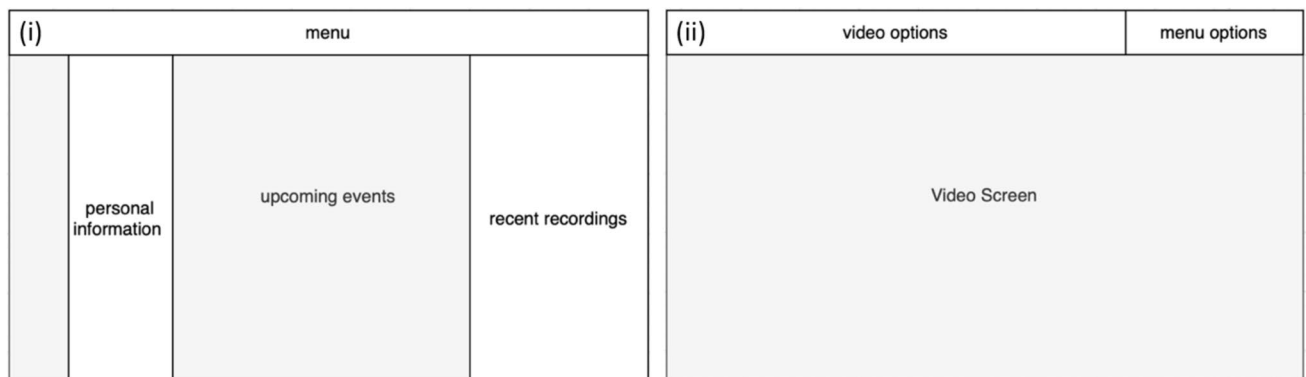 (i)
menu
personal
information
upcoming events
recent recordings
(ii)
video options
menu options
Video Screen